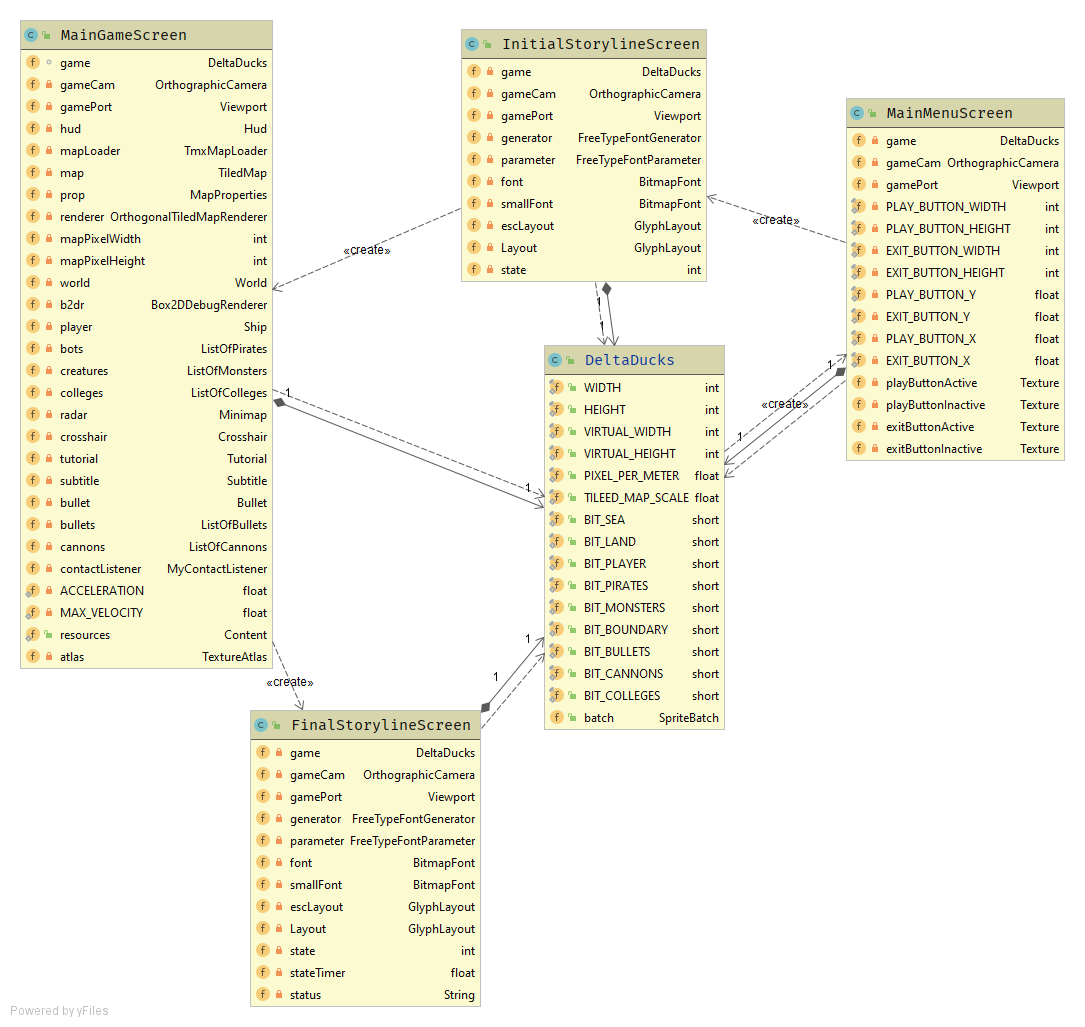 MainGameScreen
game DeltaDucks
gameCam OrthographicCamera
gamePort Viewport
hud Hud
mapLoader TmxMapLoader
map TiledMap
prop MapProperties
renderer OrthogonalTiledMapRenderer
mapPixelWidth int
mapPixelHeight int
world World
b2dr Box2DDebugRenderer
player Ship
bots ListOfPirates
creatures ListOfMonsters
colleges ListOfColleges
radar Minimap
crosshair Crosshair
tutorial Tutorial
subtitle Subtitle
bullet Bullet
bullets ListOfBullets
cannons ListOfCannons
contactListener MyContactListener
ACCELERATION float
MAX_VELOCITY float
resources Content
atlas TextureAtlas
InitialStorylineScreen
game DeltaDucks
gameCam OrthographicCamera
gamePort Viewport
generator FreeTypeFontGenerator
parameter FreeTypeFontParameter
font BitmapFont
smallFont BitmapFont
escLayout GlyphLayout
Layout GlyphLayout
state int
MainMenuScreen
game DeltaDucks
gameCam OrthographicCamera
gamePort Viewport
PLAY_BUTTON_WIDTH int
PLAY_BUTTON_HEIGHT int
EXIT_BUTTON_WIDTH int
EXIT_BUTTON_HEIGHT int
PLAY_BUTTON_Y float
EXIT_BUTTON_Y float
PLAY_BUTTON_X float
EXIT_BUTTON_X float
playButtonActive Texture
playButtonInactive Texture
exitButtonActive Texture
exitButtonInactive Texture
«create»
«create»
1
1
DeltaDucks
WIDTH int
HEIGHT int
VIRTUAL_WIDTH int
VIRTUAL_HEIGHT int
PIXEL_PER_METER float
TILEED_MAP_SCALE float
BIT_SEA short
BIT_LAND short
BIT_PLAYER short
BIT_PIRATES short
BIT_MONSTERS short
BIT_BOUNDARY short
BIT_BULLETS short
BIT_CANNONS short
BIT_COLLEGES short
batch SpriteBatch
1
«create»
1
1
1
1
1
«create»
FinalStorylineScreen
game DeltaDucks
gameCam OrthographicCamera
gamePort Viewport
generator FreeTypeFontGenerator
parameter FreeTypeFontParameter
font BitmapFont
smallFont BitmapFont
escLayout GlyphLayout
Layout GlyphLayout
state int
stateTimer float
status String
Powered by yFiles